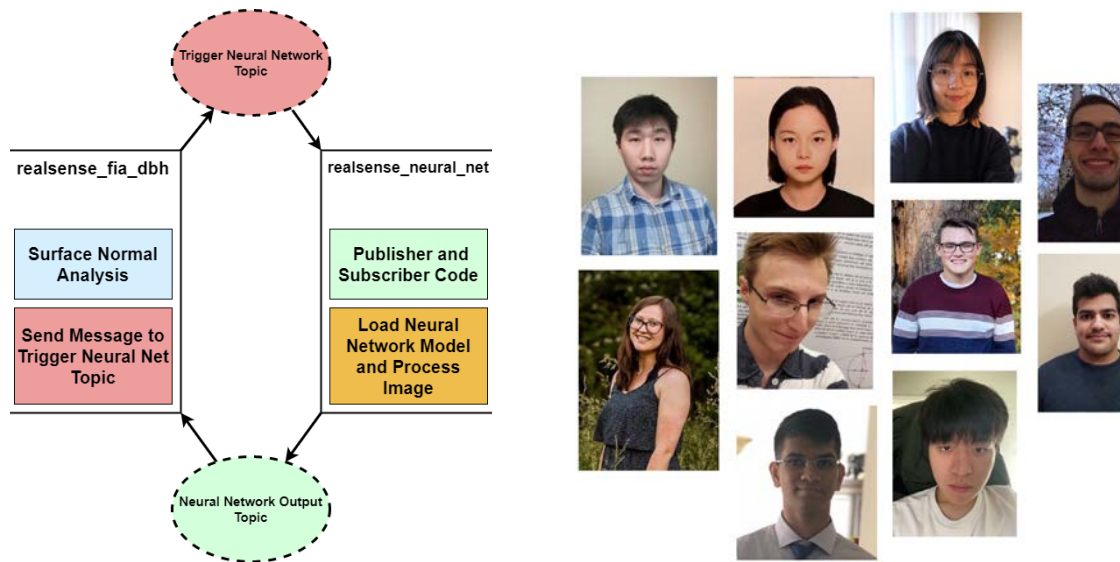 Trigger Neural Network
Topic
realsense_fia_dbh
realsense_neural_net
Surface Normal
Analysis
Publisher and
Subscriber Code
Send Message to
Trigger Neural Net
Topic
Load Neural
Network Model
and Process
Image
Neural Network Output
Topic